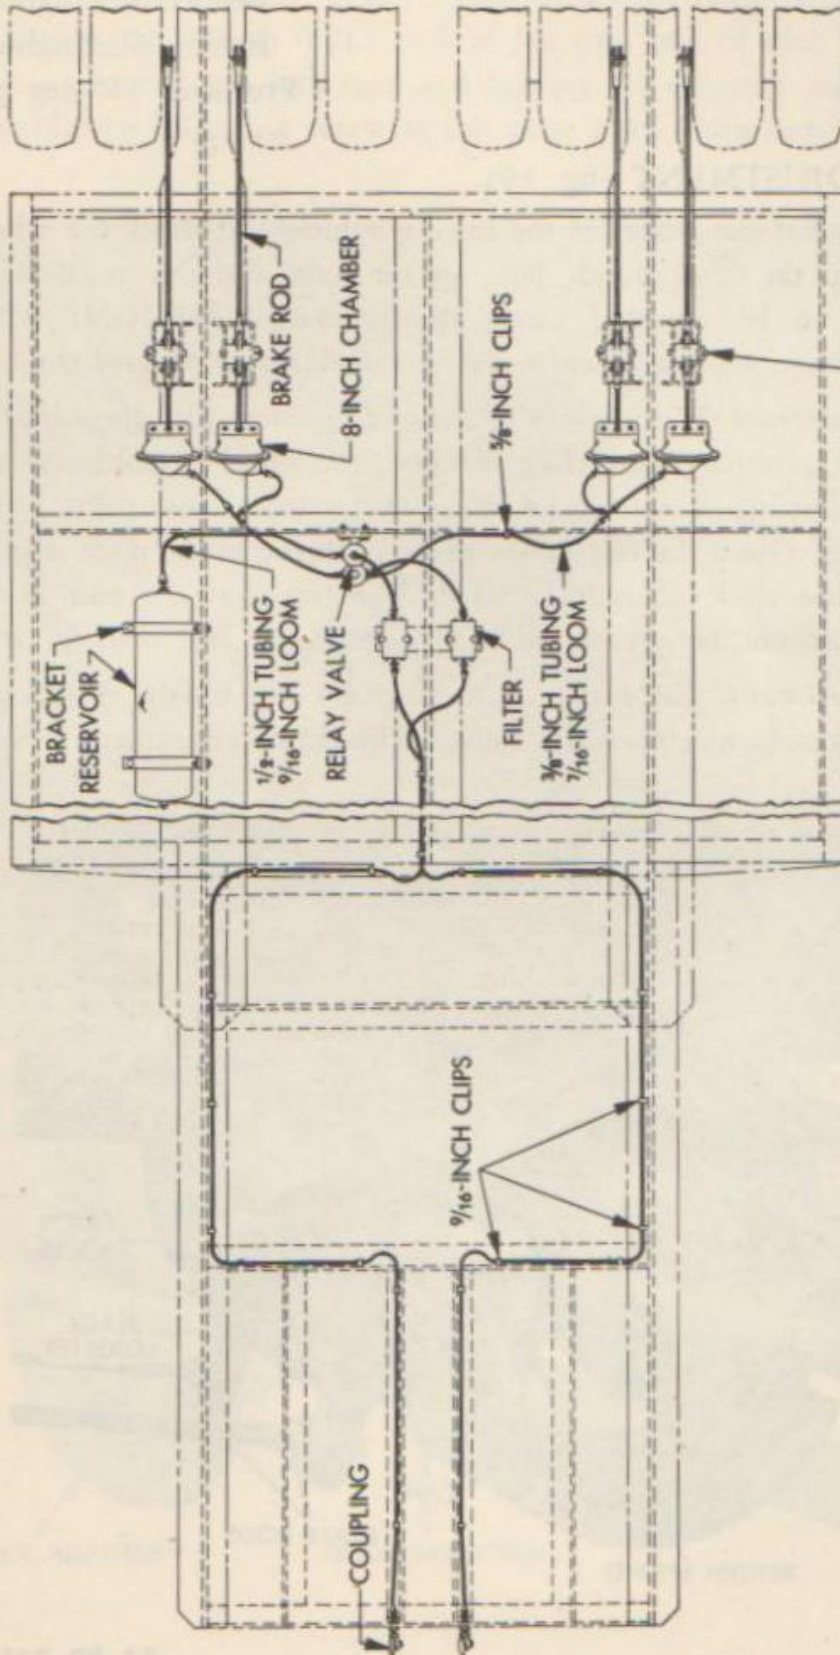 BRACKET
RESERVOIR
1/2-INCH TUBING
9/16-INCH LOOM
RELAY VALVE
FILTER
3/8-INCH TUBING
7/16-INCH LOOM
BRAKE ROD
8-INCH CHAMBER
3/8-INCH CLIPS
9/16-INCH CLIPS
COUPLING